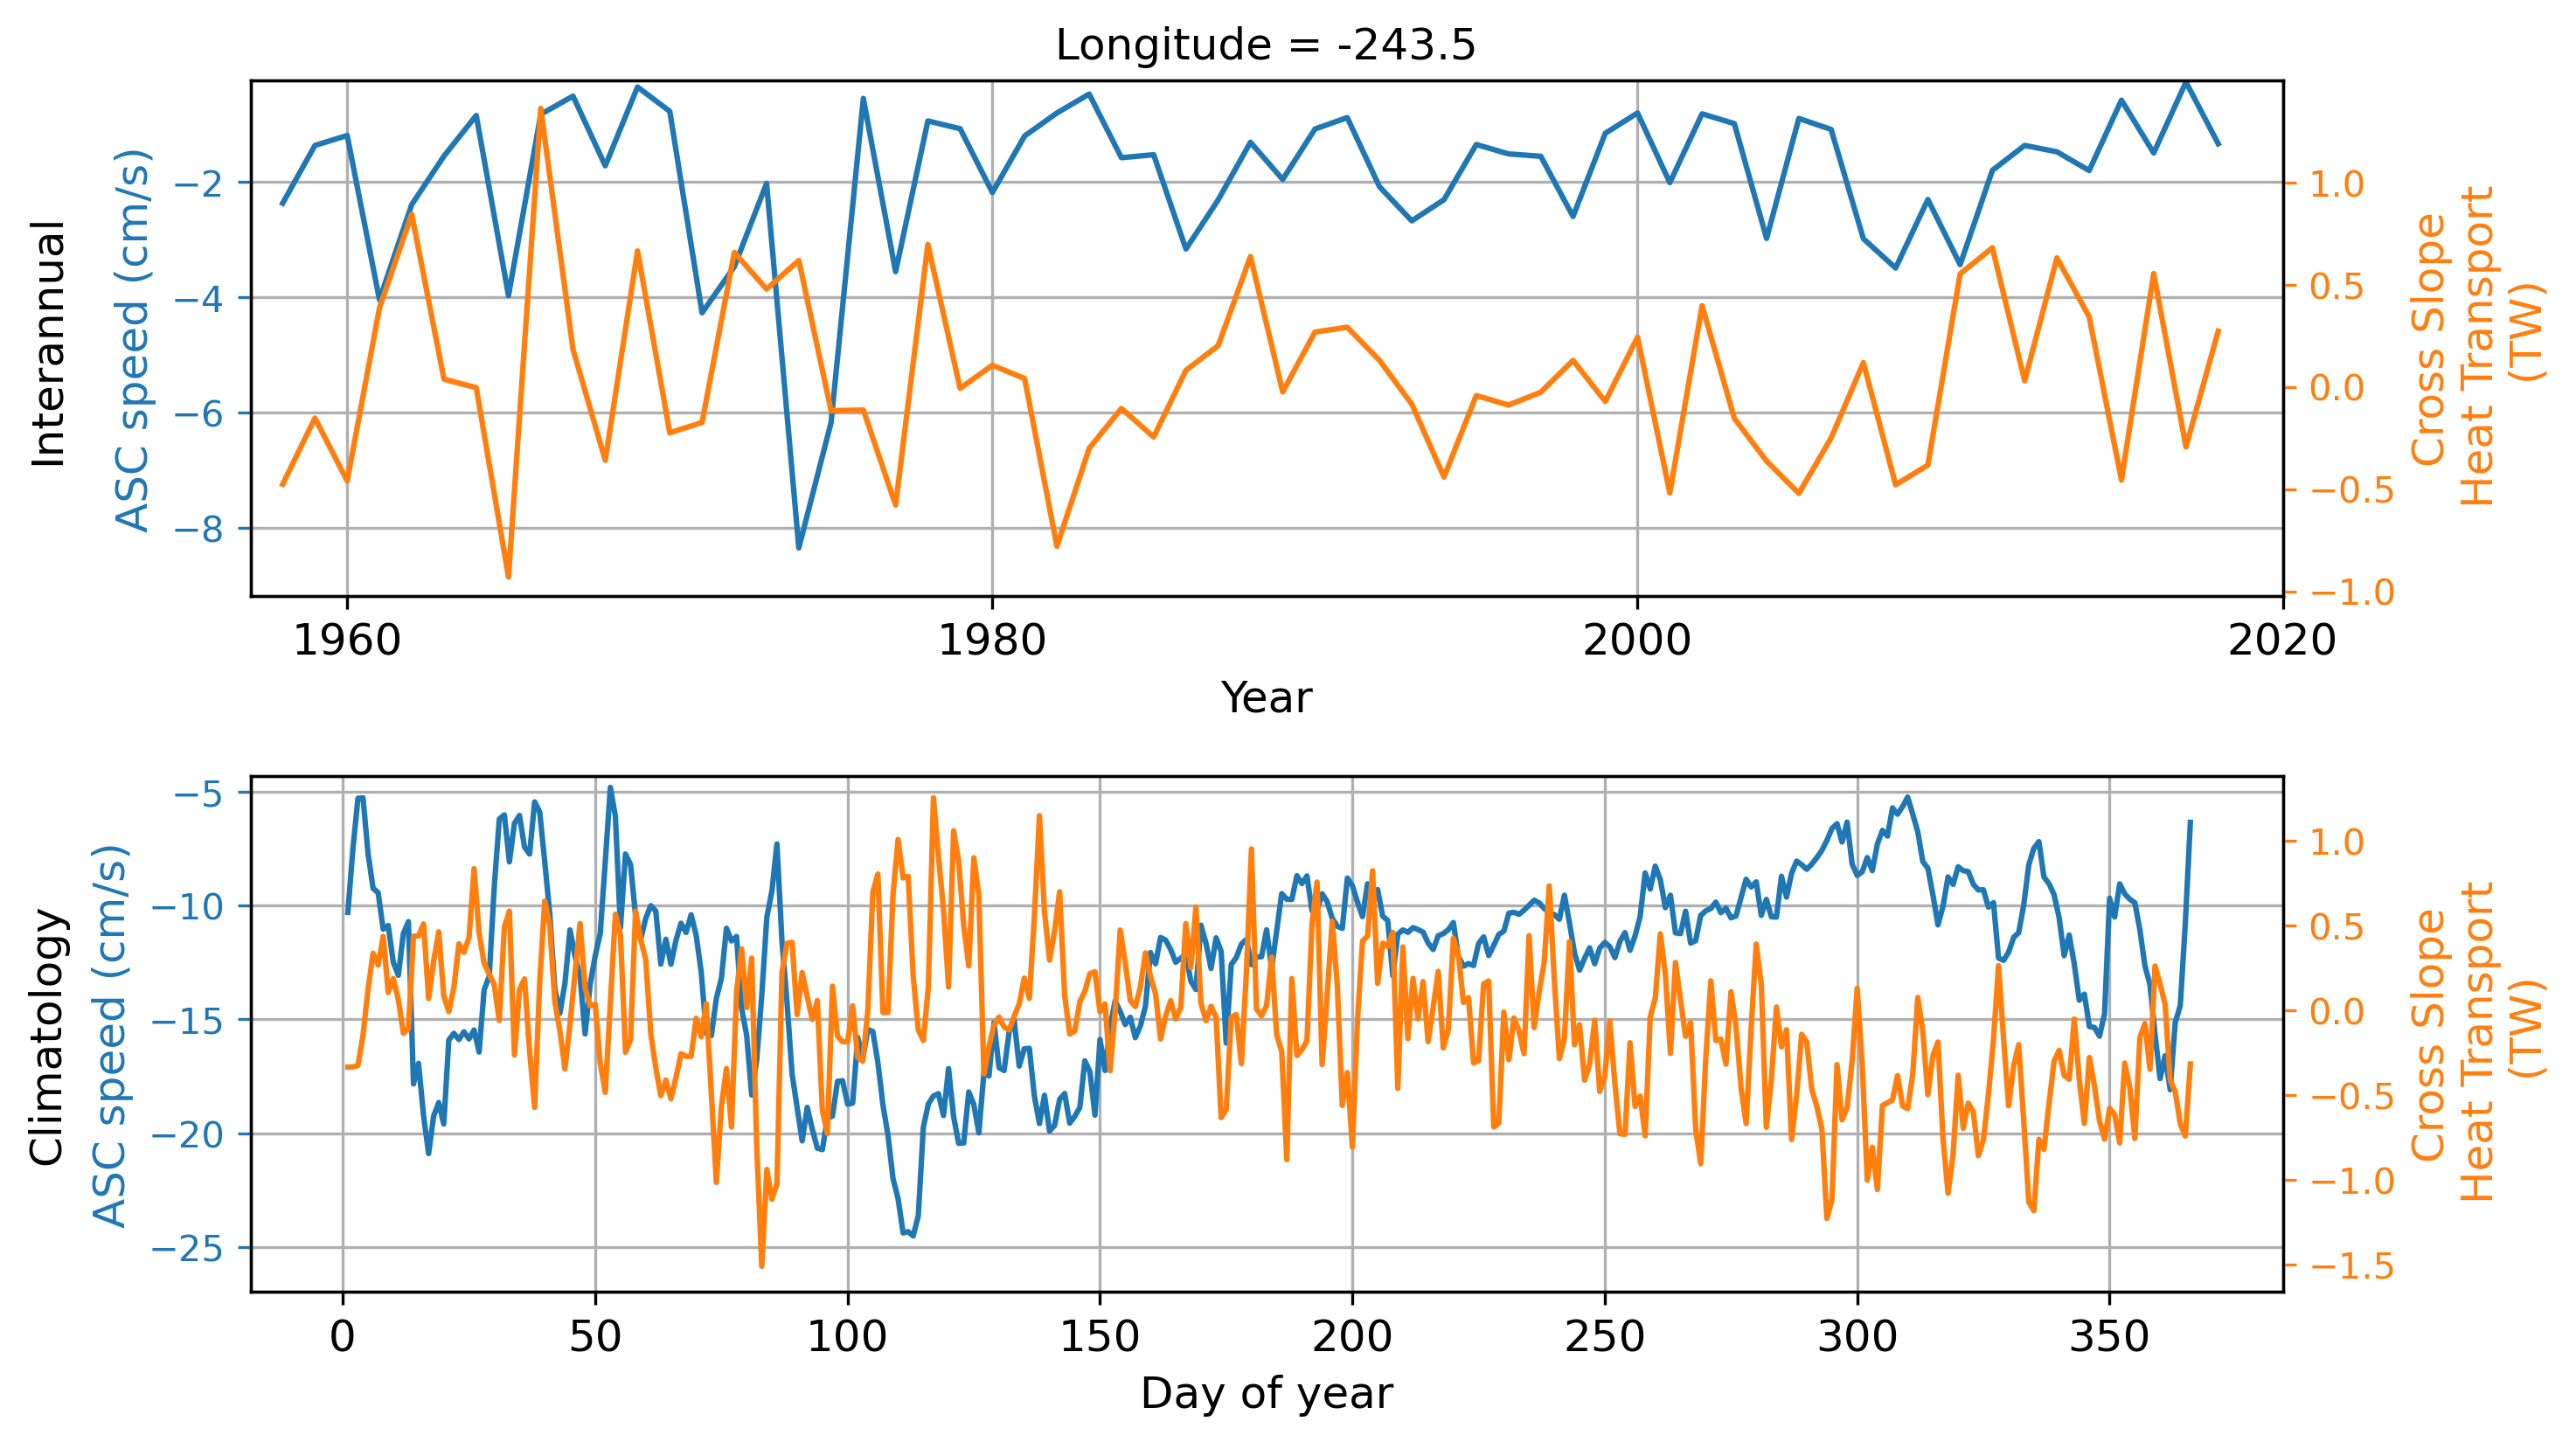 Longitude = -243.5
Interannual
ASC speed (cm/s)
−2
−4
−6
−8
1.0
0.5
0.0
−0.5
−1.0
Cross Slope
Heat Transport
(TW)
1960
1980
2000
2020
Year
Climatology
ASC speed (cm/s)
−5
−10
−15
−20
−25
1.0
0.5
0.0
−0.5
−1.0
−1.5
Cross Slope
Heat Transport
(TW)
0
50
100
150
200
250
300
350
Day of year